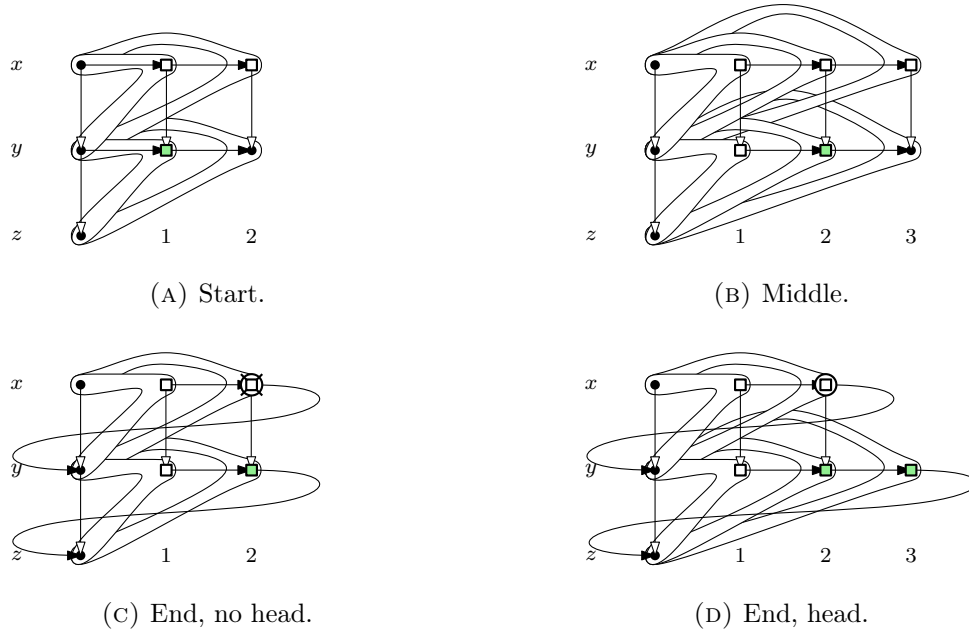 x x
y y
z 1 2 z 1 2 3
(A) Start. (B) Middle.
x x
y y
z 1 2 z 1 2 3
(C) End, no head. (D) End, head.